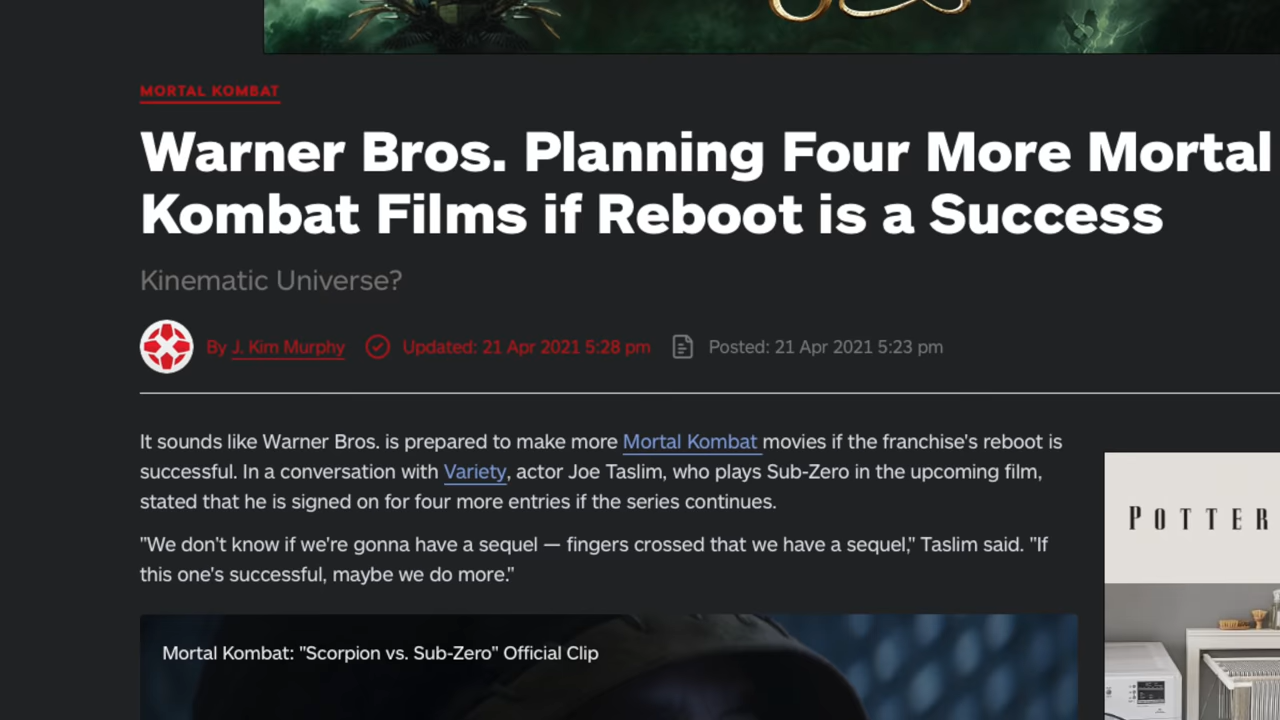 MORTAL KOMBAT
Warner Bros. Planning Four More Mortal
Kombat Films if Reboot is a Success
Kinematic Universe?
By J. Kim Murphy Updated: 21 Apr 2021 5:28 pm Posted: 21 Apr 2021 5:23 pm
It sounds like Warner Bros. is prepared to make more Mortal Kombat movies if the franchise's reboot is
successful. In a conversation with Variety, actor Joe Taslim, who plays Sub-Zero in the upcoming film,
stated that he is signed on for four more entries if the series continues.
"We don't know if we're gonna have a sequel — fingers crossed that we have a sequel," Taslim said. "If
this one's successful, maybe we do more."
POTTER
Mortal Kombat: "Scorpion vs. Sub-Zero" Official Clip